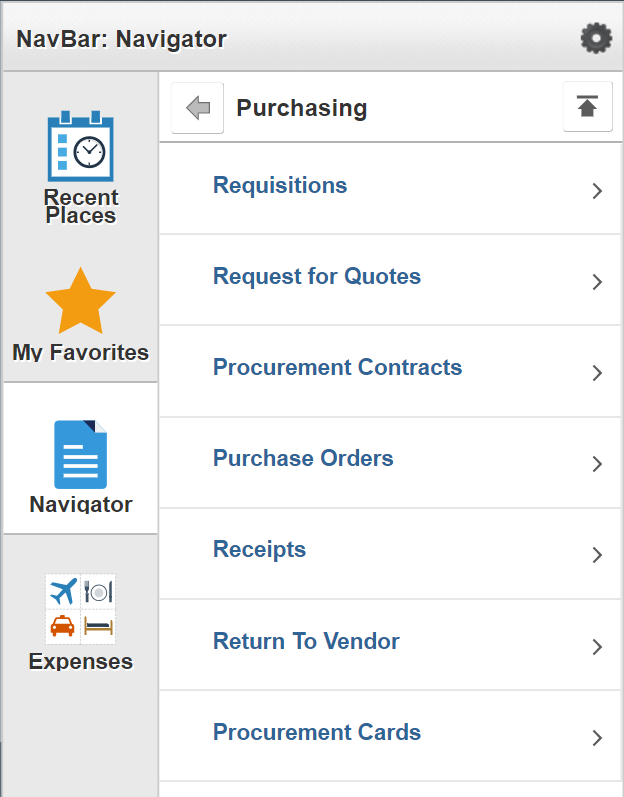 NavBar: Navigator
Recent
Places
My Favorites
Navigator
Expenses
Purchasing
Requisitions
Request for Quotes
Procurement Contracts
Purchase Orders
Receipts
Return To Vendor
Procurement Cards